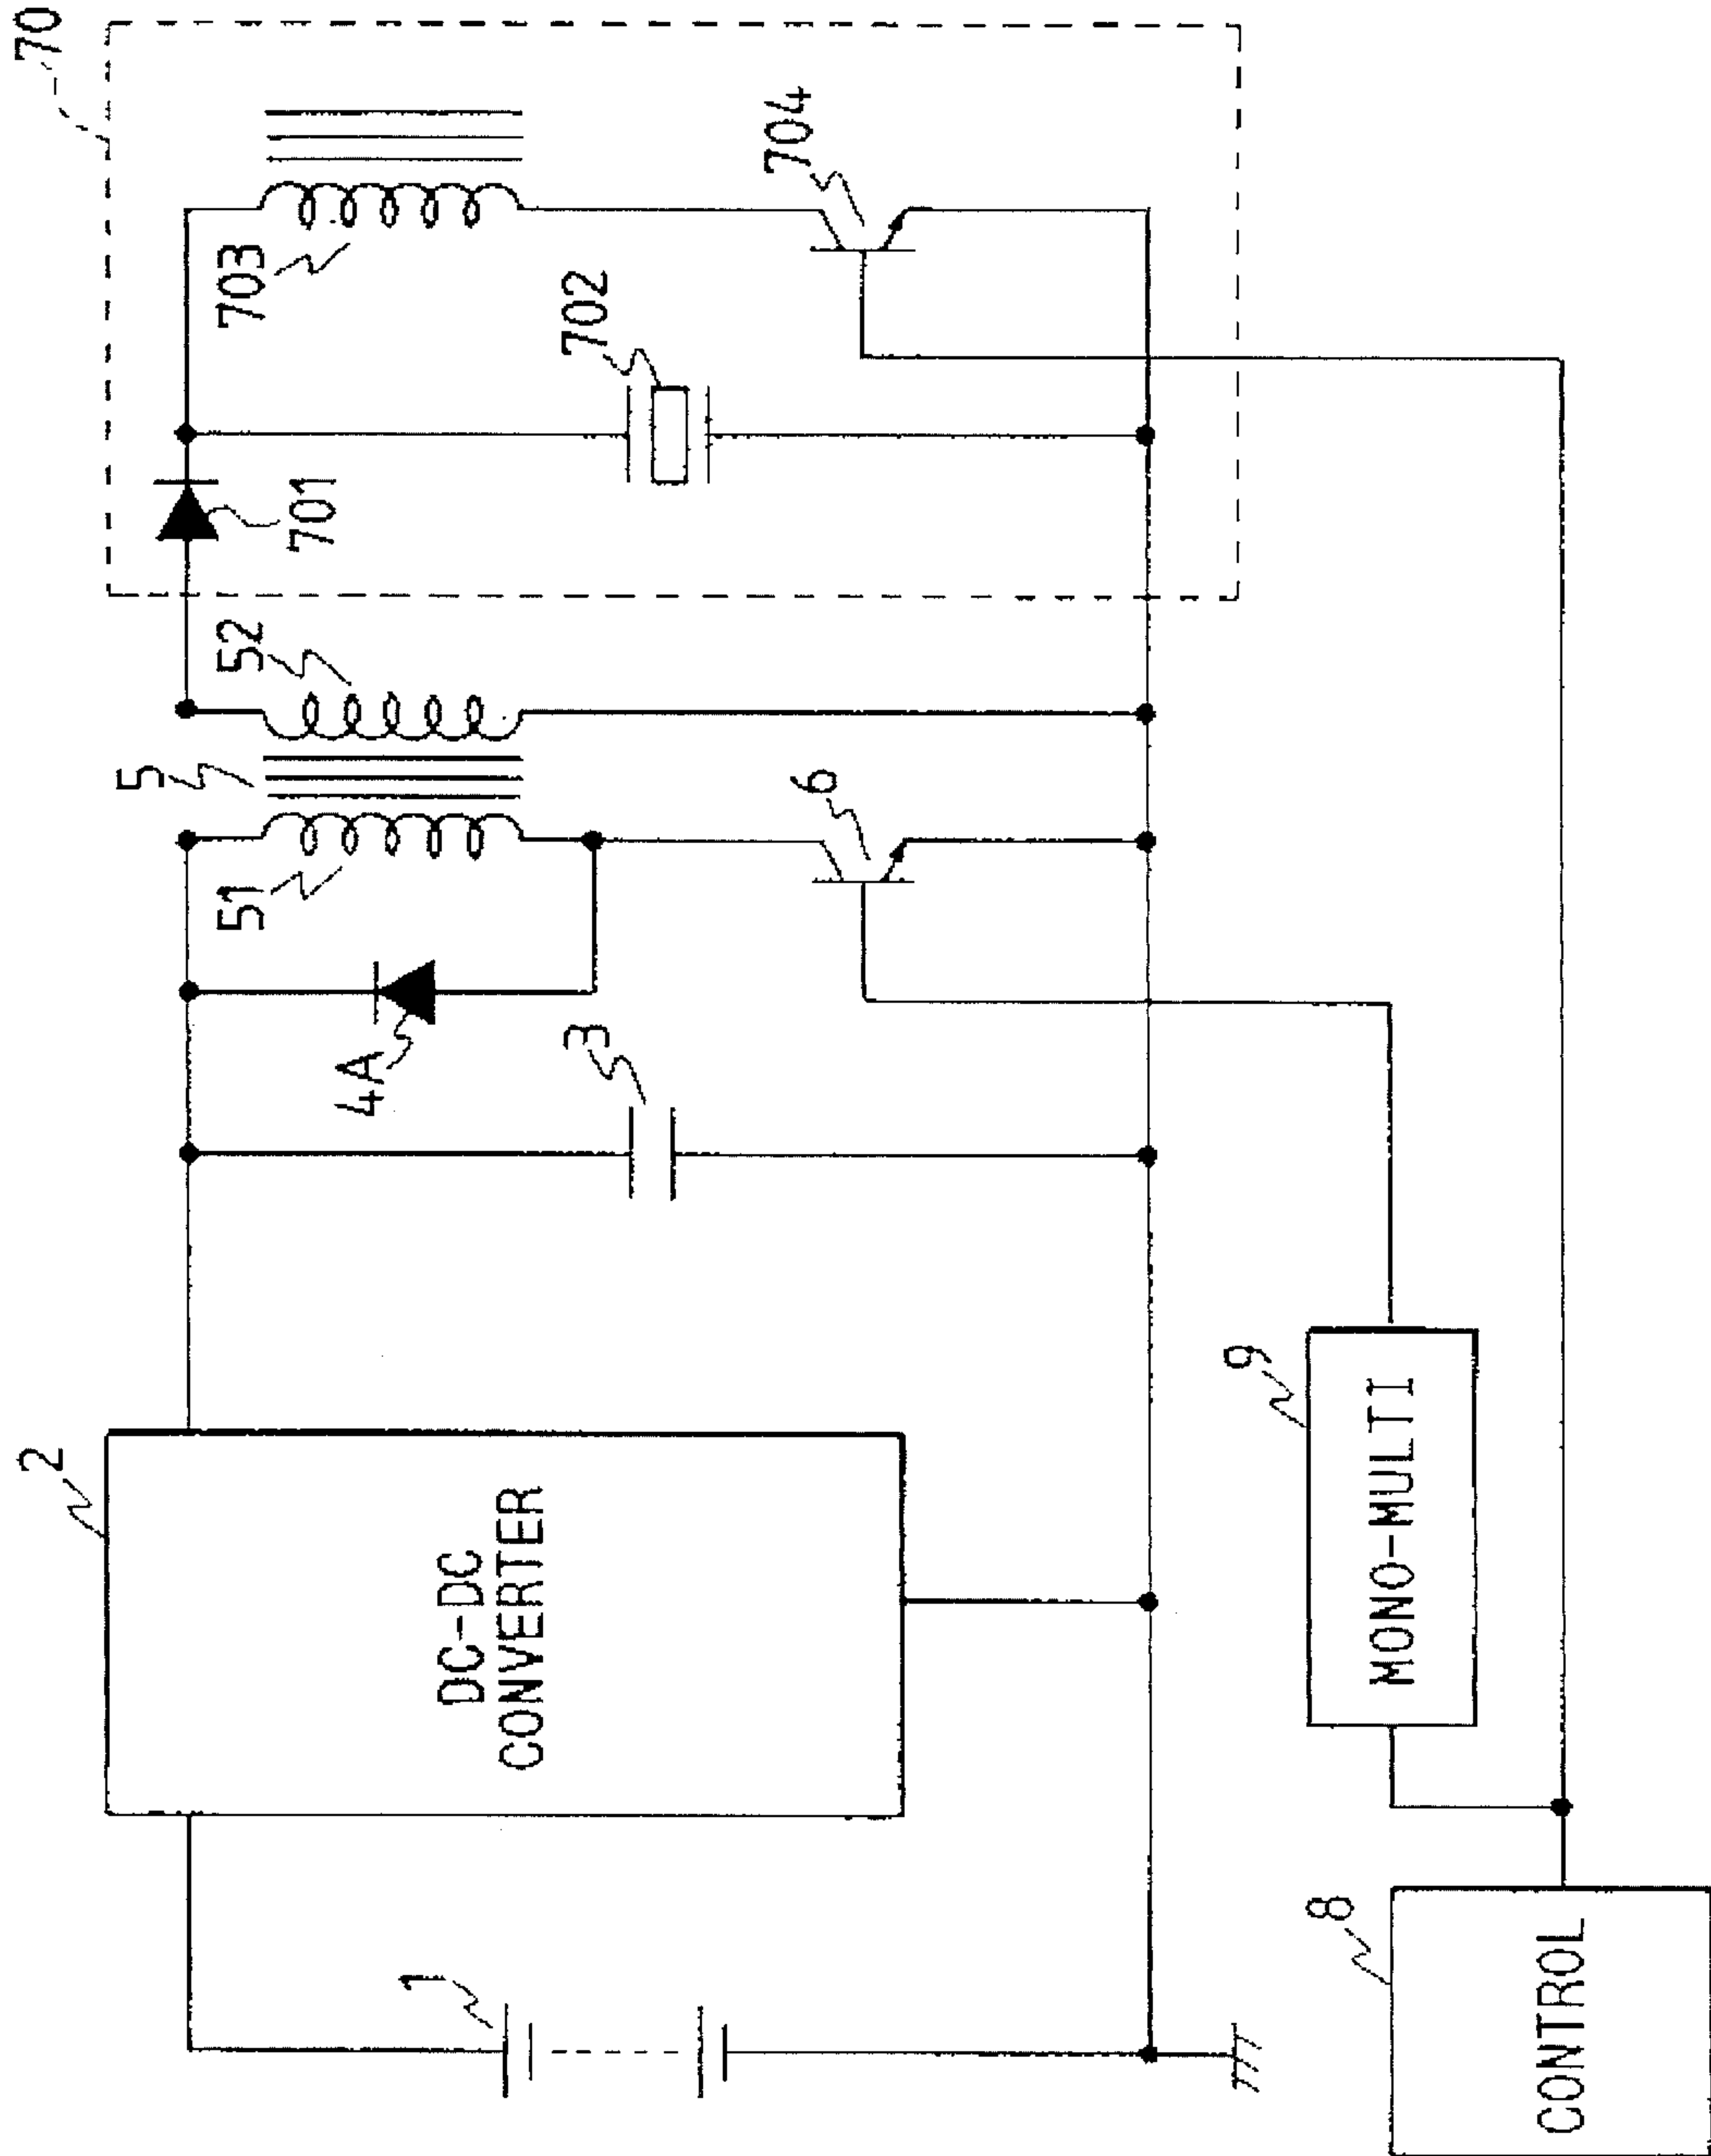 70
703
704
702
701
52
5
51
6
4A
3
2
DC-DC
CONVERTER
9
MONO-MULTI
1
8
CONTROL